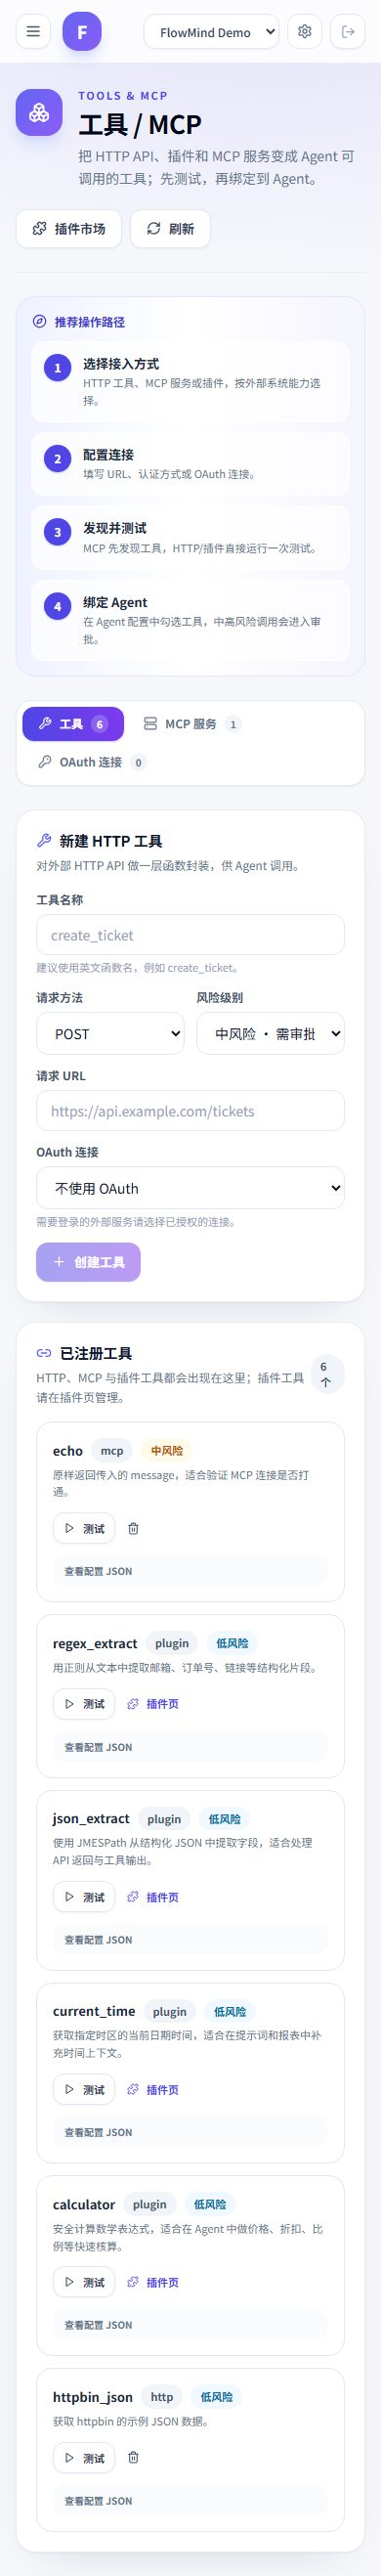 F
FlowMind Demo
TOOLS & MCP
工具 / MCP
把 HTTP API、插件和 MCP 服务变成 Agent 可
调用的工具；先测试，再绑定到 Agent。
插件市场
刷新
推荐操作路径
1
选择接入方式
HTTP 工具、MCP 服务或插件，按外部系统能力选
择。
2
配置连接
填写 URL、认证方式或 OAuth 连接。
3
发现并测试
MCP 先发现工具，HTTP/插件直接运行一次测试。
4
绑定 Agent
在 Agent 配置中勾选工具，中高风险调用会进入审
批。
工具 6
MCP 服务 1
OAuth 连接 0
新建 HTTP 工具
对外部 HTTP API 做一层函数封装，供 Agent 调用。
工具名称
create_ticket
建议使用英文函数名，例如 create_ticket。
请求方法 风险级别
POST 中风险 · 需审批
请求 URL
https://api.example.com/tickets
OAuth 连接
不使用 OAuth
需要登录的外部服务请选择已授权的连接。
创建工具
已注册工具
HTTP、MCP 与插件工具都会出现在这里；插件工具
请在插件页管理。
6
个
echo mcp 中风险
原样返回传入的 message，适合验证 MCP 连接是否打
通。
测试
查看配置 JSON
regex_extract plugin 低风险
用正则从文本中提取邮箱、订单号、链接等结构化片段。
测试 插件页
查看配置 JSON
json_extract plugin 低风险
使用 JMESPath 从结构化 JSON 中提取字段，适合处理
API 返回与工具输出。
测试 插件页
查看配置 JSON
current_time plugin 低风险
获取指定时区的当前日期时间，适合在提示词和报表中补
充时间上下文。
测试 插件页
查看配置 JSON
calculator plugin 低风险
安全计算数学表达式，适合在 Agent 中做价格、折扣、比
例等快速核算。
测试 插件页
查看配置 JSON
httpbin_json http 低风险
获取 httpbin 的示例 JSON 数据。
测试
查看配置 JSON